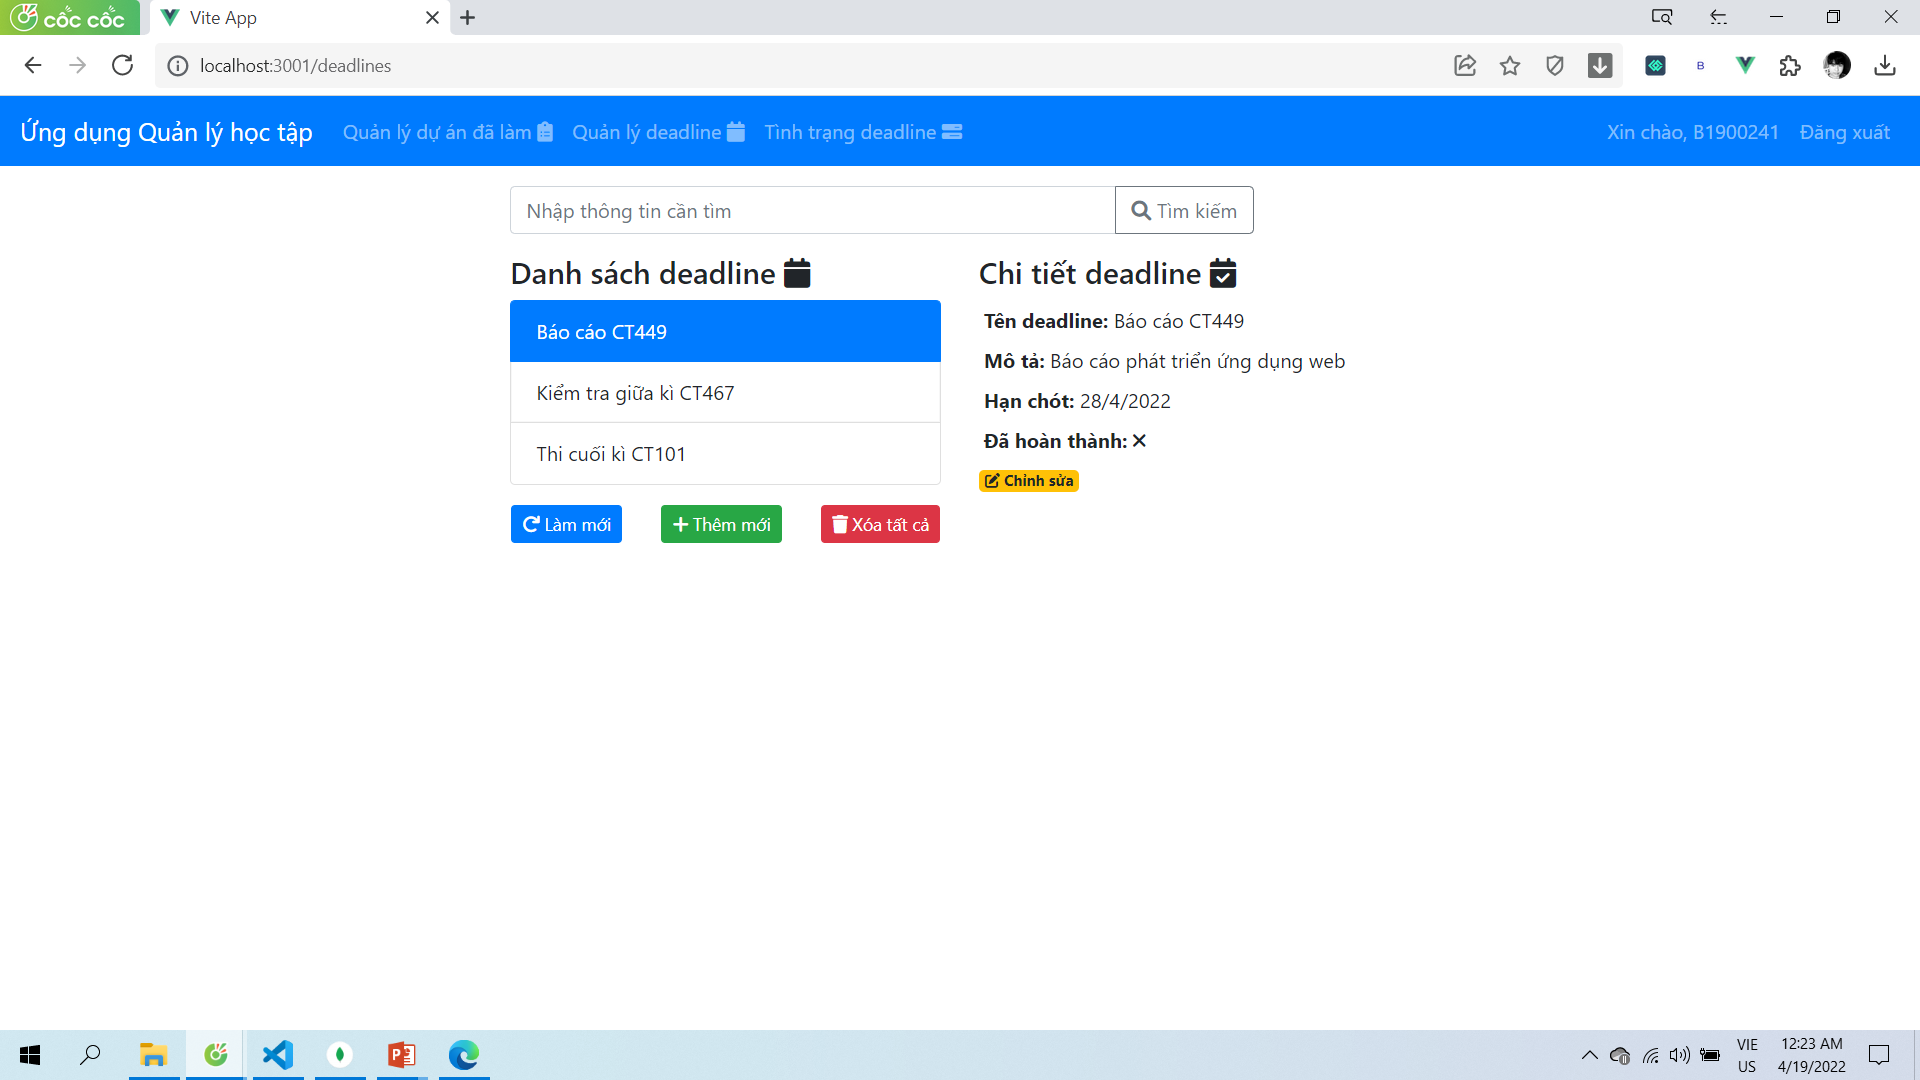 cốc cốc
Vite App
localhost:3001/deadlines
B
Ứng dụng Quản lý học tập
Quản lý dự án đã làm
Quản lý deadline
Tình trạng deadline
Xin chào, B1900241
Đăng xuất
Nhập thông tin cần tìm
Tìm kiếm
Danh sách deadline
Báo cáo CT449
Kiểm tra giữa kì CT467
Thi cuối kì CT101
Làm mới
Thêm mới
Xóa tất cả
Chi tiết deadline
Tên deadline: Báo cáo CT449
Mô tả: Báo cáo phát triển ứng dụng web
Hạn chót: 28/4/2022
Đã hoàn thành:
Chỉnh sửa
VIE
US
12:23 AM
4/19/2022